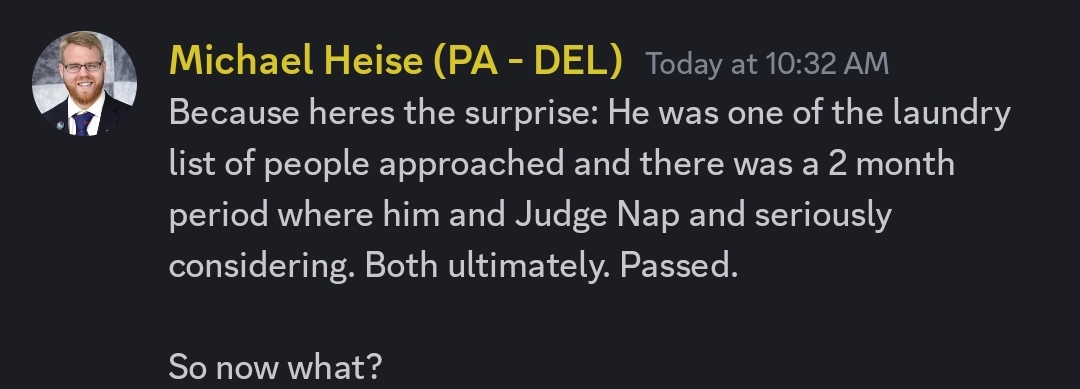 Michael Heise (PA - DEL) Today at 10:32 AM
Because heres the surprise: He was one of the laundry
list of people approached and there was a 2 month
period where him and Judge Nap and seriously
considering. Both ultimately. Passed.
So now what?